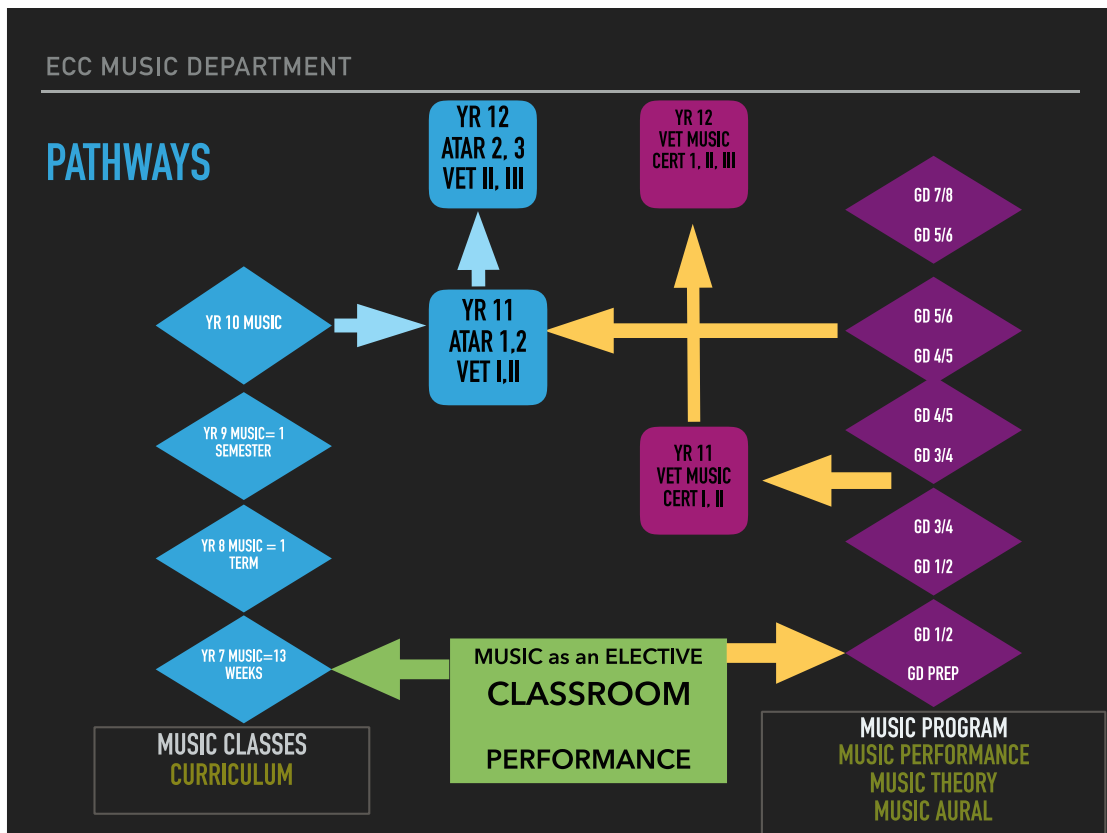 ECC MUSIC DEPARTMENT
PATHWAYS
YR 12
ATAR 2, 3
VET II, III
YR 12
VET MUSIC
CERT 1, II, III
GD 7/8
GD 5/6
YR 10 MUSIC
YR 11
ATAR 1,2
VET I,II
GD 5/6
GD 4/5
YR 9 MUSIC= 1
SEMESTER
YR 11
VET MUSIC
CERT I, II
GD 4/5
GD 3/4
YR 8 MUSIC = 1
TERM
GD 3/4
GD 1/2
YR 7 MUSIC=13
WEEKS
MUSIC as an ELECTIVE
CLASSROOM
PERFORMANCE
GD 1/2
GD PREP
MUSIC CLASSES
CURRICULUM
MUSIC PROGRAM
MUSIC PERFORMANCE
MUSIC THEORY
MUSIC AURAL